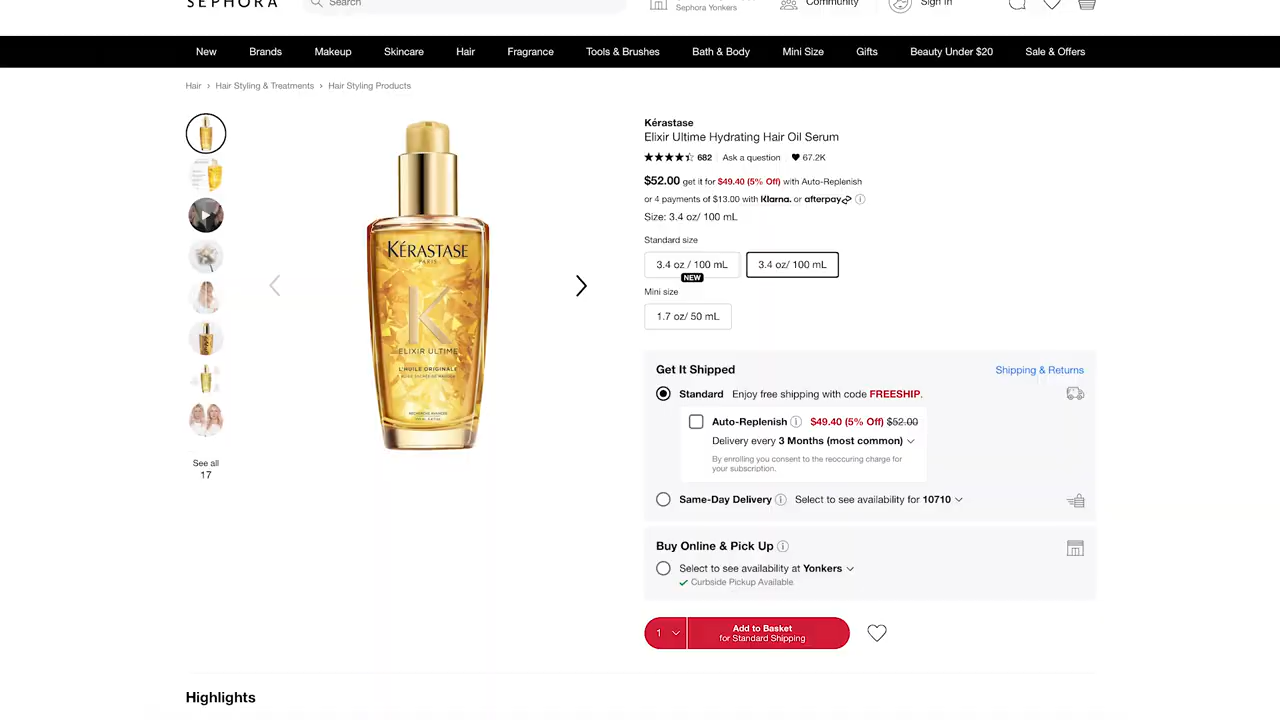 SEPHORA
Search
Sephora Yonkers
Community
Sign In
New Brands Makeup Skincare Hair Fragrance Tools & Brushes Bath & Body Mini Size Gifts Beauty Under $20 Sale & Offers
Hair › Hair Styling & Treatments › Hair Styling Products
Kérastase
Elixir Ultime Hydrating Hair Oil Serum
682 Ask a question 67.2K
$52.00 get it for $49.40 (5% Off) with Auto-Replenish
or 4 payments of $13.00 with Klarna. or afterpay
Size: 3.4 oz/ 100 mL
Standard size
3.4 oz / 100 mL 3.4 oz/ 100 mL
NEW
Mini size
1.7 oz/ 50 mL
KÉRASTASE
PARIS
K
ELIXIR ULTIME
L'HUILE ORIGINALE
See all
17
Get It Shipped Shipping & Returns
Standard Enjoy free shipping with code FREESHIP.
Auto-Replenish $49.40 (5% Off) $52.00
Delivery every 3 Months (most common)
By enrolling you consent to the reoccuring charge for
your subscription.
Same-Day Delivery Select to see availability for 10710
Buy Online & Pick Up
Select to see availability at Yonkers
Curbside Pickup Available
1 Add to Basket
for Standard Shipping
Highlights